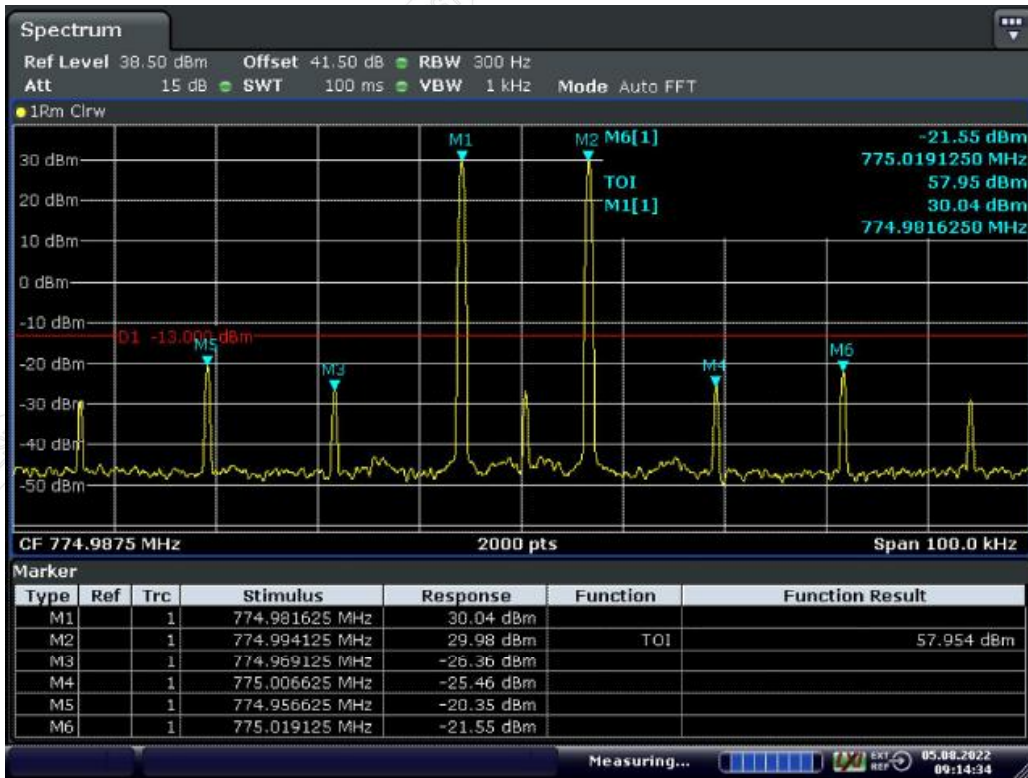 Spectrum
Ref Level 38.50 dBm Offset 41.50 dB RBW 300 Hz
Att 15 dB SWT 100 ms VBW 1 kHz Mode Auto FFT
1Rm Clrw
M1 M2 M6[1] -21.55 dBm
30 dBm 775.0191250 MHz
TOI 57.95 dBm
20 dBm M1[1] 30.04 dBm
774.9816250 MHz
10 dBm
0 dBm
-10 dBm
D1 -13.000 dBm
M5 M6
-20 dBm
M3 M4
-30 dBm
-40 dBm
-50 dBm
CF 774.9875 MHz 2000 pts Span 100.0 kHz
Marker
Type Ref Trc Stimulus Response Function Function Result
M1 1 774.981625 MHz 30.04 dBm
M2 1 774.994125 MHz 29.98 dBm TOI 57.954 dBm
M3 1 774.969125 MHz -26.36 dBm
M4 1 775.006625 MHz -25.46 dBm
M5 1 774.956625 MHz -20.35 dBm
M6 1 775.019125 MHz -21.55 dBm
Measuring... LXI EXT REF 05.08.2022
09:14:34